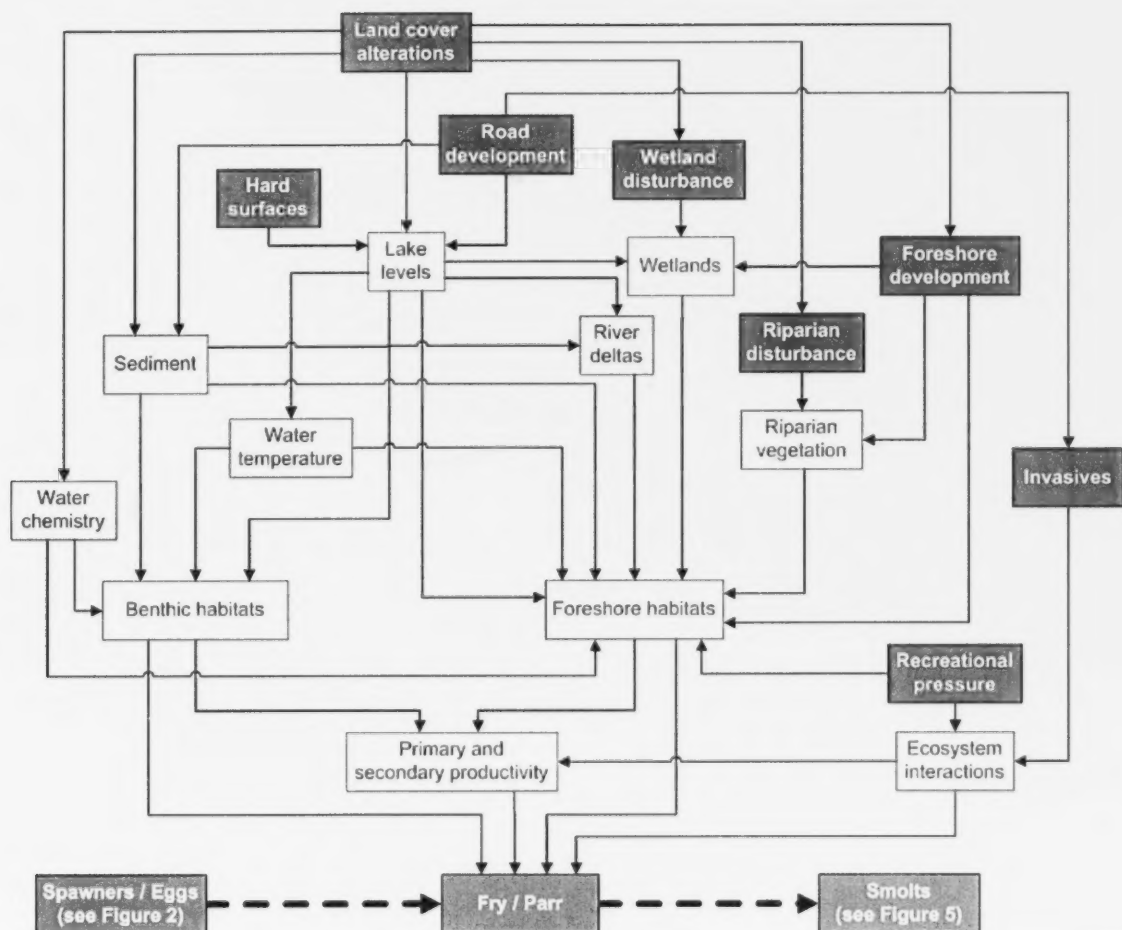 Land cover
alterations
Road
development
Wetland
disturbance
Hard
surfaces
Lake
levels
Wetlands
Foreshore
development
River
deltas
Riparian
disturbance
Sediment
Water
temperature
Riparian
vegetation
Invasives
Water
chemistry
Benthic habitats
Foreshore habitats
Recreational
pressure
Primary and
secondary productivity
Ecosystem
interactions
Spawners / Eggs
(see Figure 2)
Fry / Parr
Smolts
(see Figure 5)